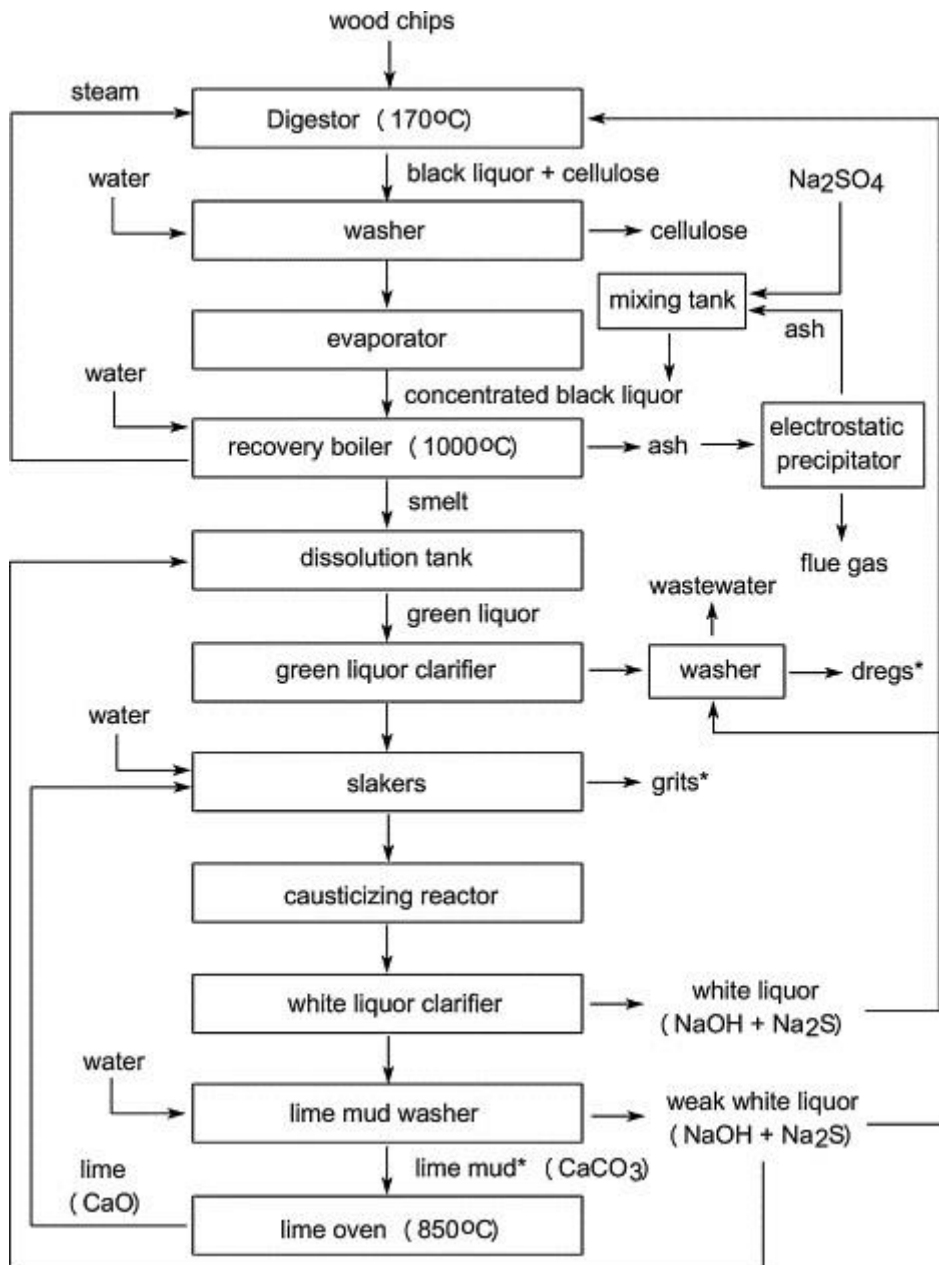 wood chips
steam
Digestor (170ºC)
water
black liquor + cellulose
Na2SO4
washer
cellulose
mixing tank
ash
evaporator
water
concentrated black liquor
recovery boiler (1000ºC)
ash
electrostatic
precipitator
smelt
dissolution tank
flue gas
wastewater
green liquor
green liquor clarifier
washer
dregs*
water
slakers
grits*
causticizing reactor
white liquor clarifier
white liquor
(NaOH + Na2S)
water
lime mud washer
weak white liquor
(NaOH + Na2S)
lime
(CaO)
lime mud* (CaCO3)
lime oven (850ºC)